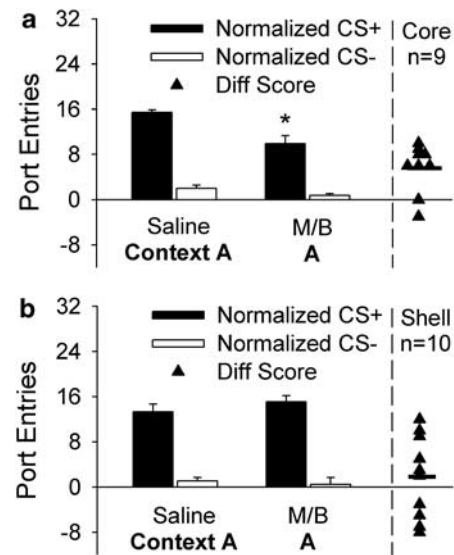 a
Port Entries
32
24
16
8
0
-8
Normalized CS+
Normalized CS-
Diff Score
*
Saline
Context A
M/B
A
Core
n=9
b
Port Entries
32
24
16
8
0
-8
Normalized CS+
Normalized CS-
Diff Score
Saline
Context A
M/B
A
Shell
n=10